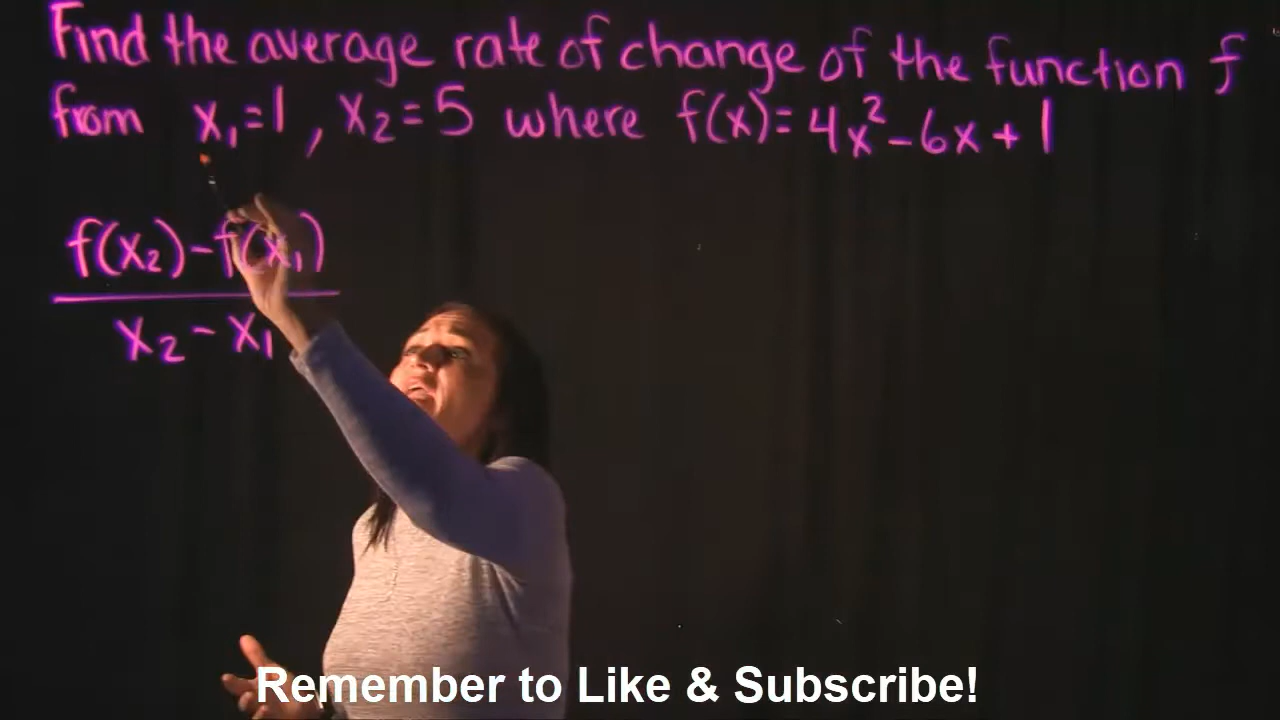 Find the average rate of change of the function f
from x₁=1, x₂=5 where f(x)=4x²-6x+1
f(x₂)-f(x₁)
x₂-x₁
Remember to Like & Subscribe!